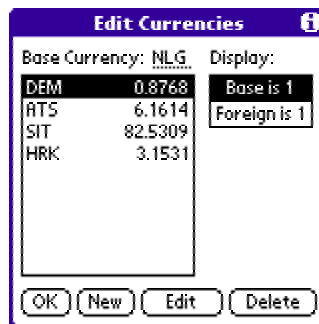 Edit Currencies i
Base Currency: NLG Display:
DEM 0.8768 Base is 1
ATS 6.1614 Foreign is 1
SIT 82.5309
HRK 3.1531
OK New Edit Delete